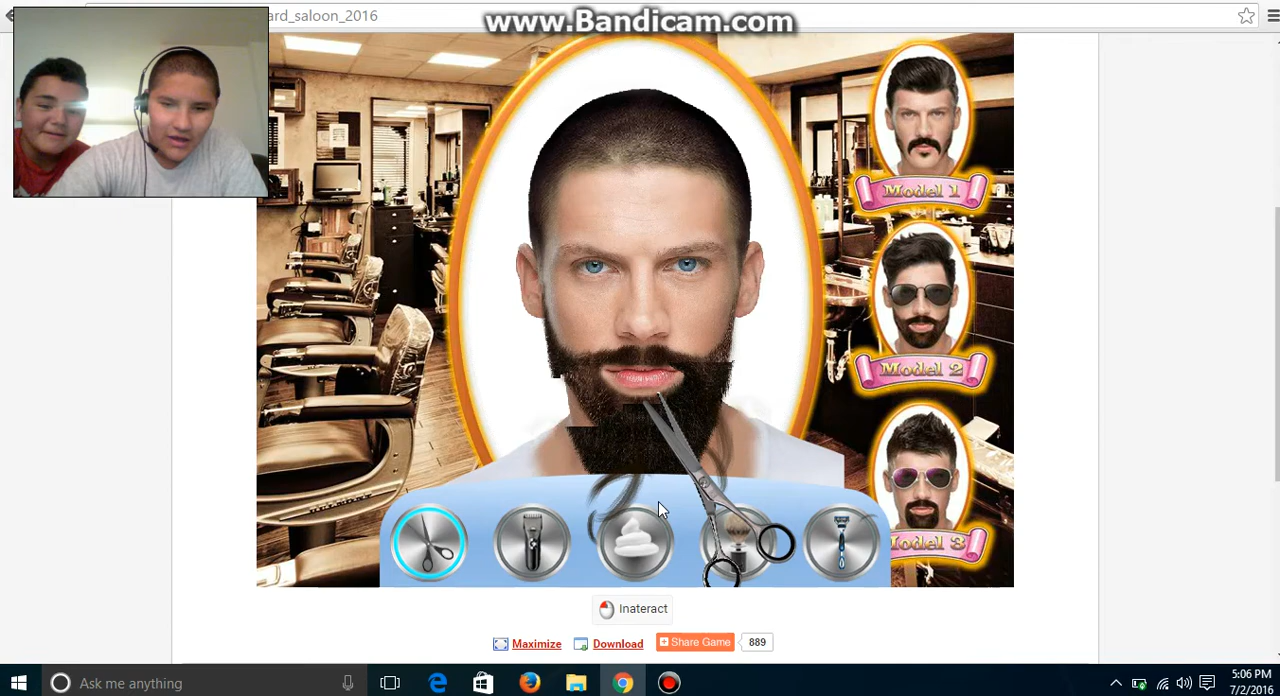 ard_saloon_2016
www.Bandicam.com
Model 1
Model 2
Model 3
Inateract
Maximize
Download
Share Game
889
Ask me anything
5:06 PM
7/2/2016